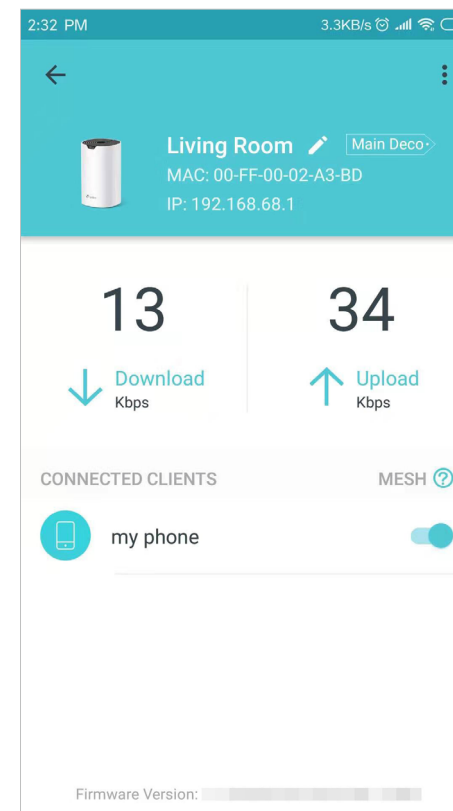 2:32 PM 3.3KB/s
Living Room Main Deco
MAC: 00-FF-00-02-A3-BD
IP: 192.168.68.1
13 34
Download Upload
Kbps Kbps
CONNECTED CLIENTS MESH ?
my phone
Firmware Version: